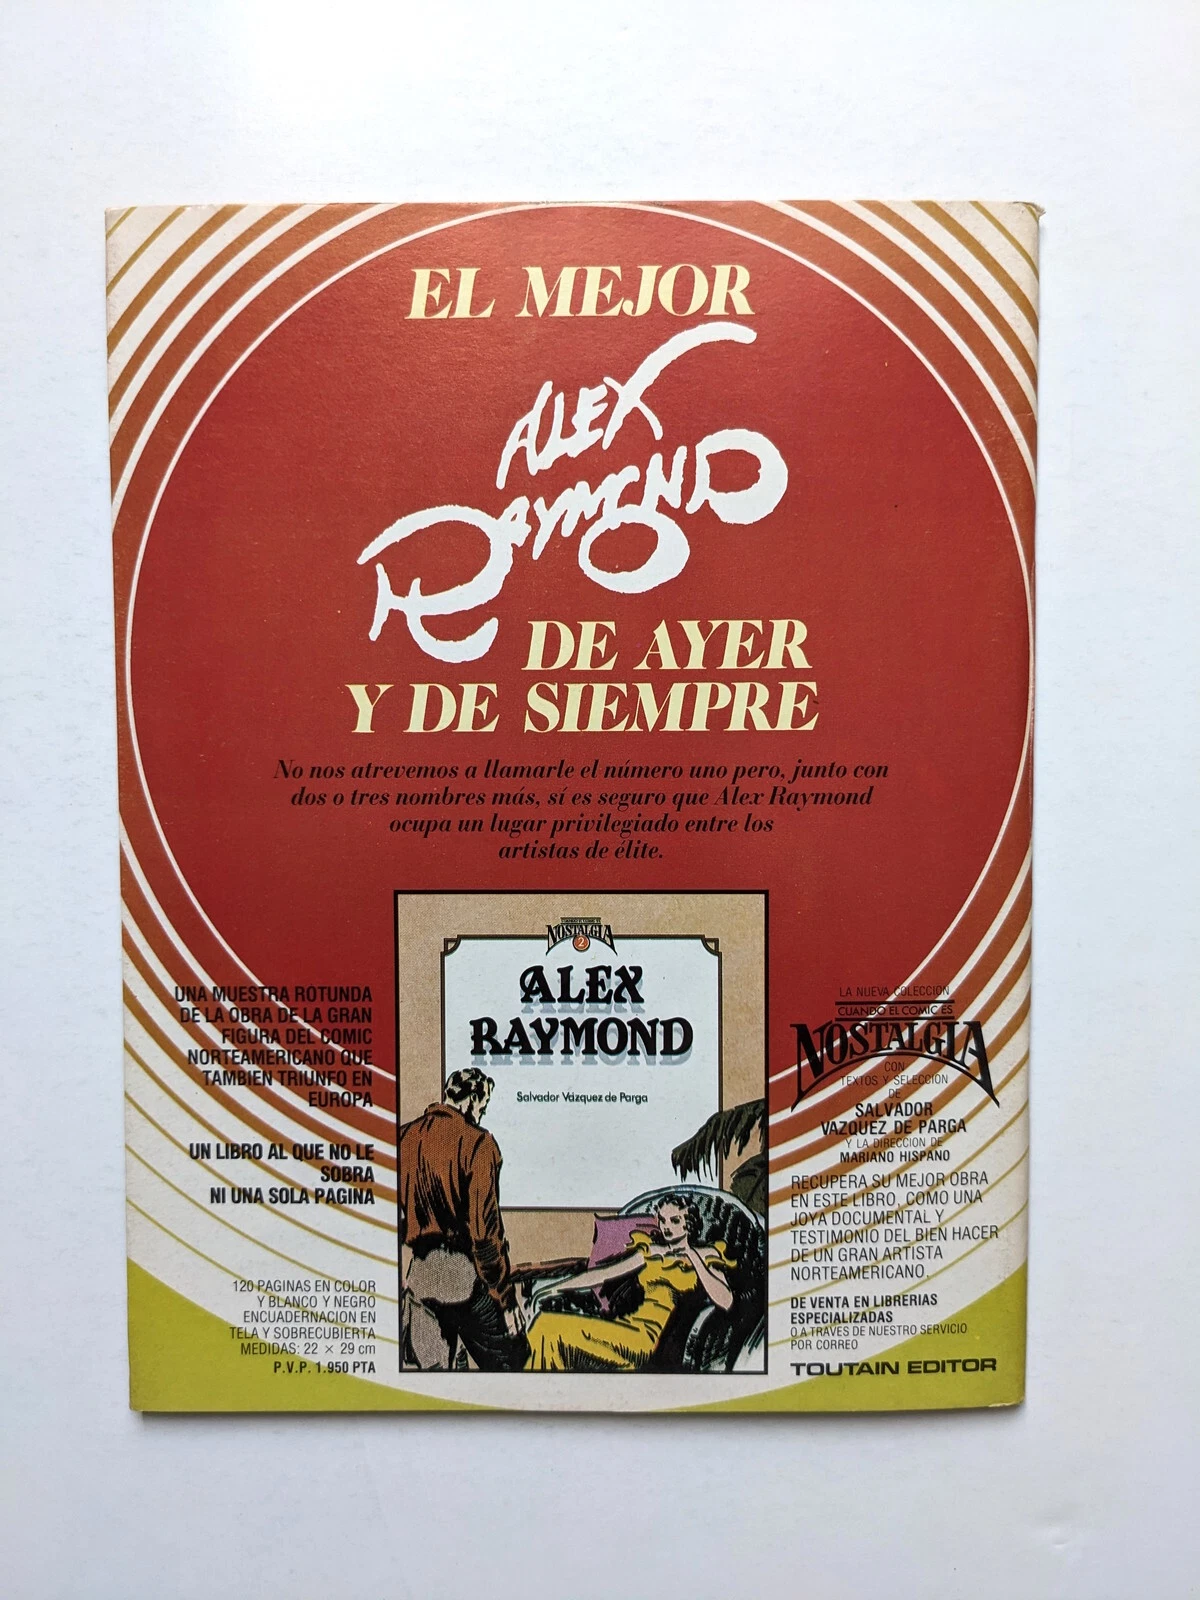 EL MEJOR
ALEX
RAYMOND
DE AYER
Y DE SIEMPRE
No nos atrevemos a llamarle el número uno pero, junto con
dos o tres nombres más, sí es seguro que Alex Raymond
ocupa un lugar privilegiado entre los
artistas de élite.
UNA MUESTRA ROTUNDA
DE LA OBRA DE LA GRAN
FIGURA DEL COMIC
NORTEAMERICANO QUE
TAMBIEN TRIUNFO EN
EUROPA
UN LIBRO AL QUE NO LE
SOBRA
NI UNA SOLA PAGINA
120 PAGINAS EN COLOR
Y BLANCO Y NEGRO
ENCUADERNACION EN
TELA Y SOBRECUBIERTA
MEDIDAS: 22 × 29 cm
P.V.P. 1.950 PTA
CUANDO EL COMIC ES
NOSTALGIA
2
ALEX
RAYMOND
Salvador Vázquez de Parga
LA NUEVA COLECCION
CUANDO EL COMIC ES
NOSTALGIA
CON
TEXTOS Y SELECCION
DE
SALVADOR
VAZQUEZ DE PARGA
Y LA DIRECCION DE
MARIANO HISPANO
RECUPERA SU MEJOR OBRA
EN ESTE LIBRO, COMO UNA
JOYA DOCUMENTAL Y
TESTIMONIO DEL BIEN HACER
DE UN GRAN ARTISTA
NORTEAMERICANO.
DE VENTA EN LIBRERIAS
ESPECIALIZADAS
O A TRAVES DE NUESTRO SERVICIO
POR CORREO
TOUTAIN EDITOR